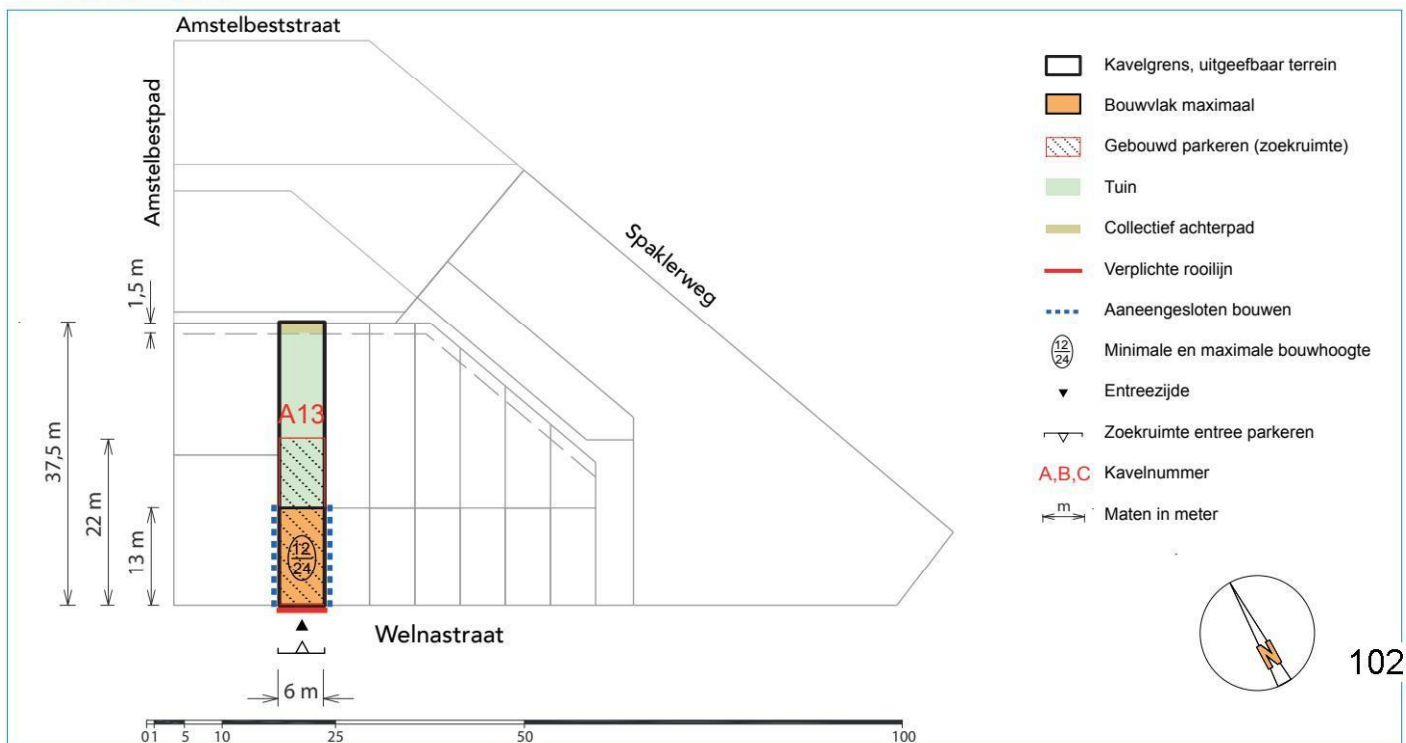 Amstelbeststraat
Amstelbestpad
Spaklerweg
1,5 m
37,5 m
22 m
13 m
A13
12
24
Welnastraat
6 m
0 1 5 10 25 50 100
Kavelgrens, uitgeefbaar terrein
Bouwvlak maximaal
Gebouwd parkeren (zoekruimte)
Tuin
Collectief achterpad
Verplichte rooilijn
Aaneengesloten bouwen
12
24
Minimale en maximale bouwhoogte
Entreezijde
Zoekruimte entree parkeren
A,B,C Kavelnummer
m Maten in meter
N
102